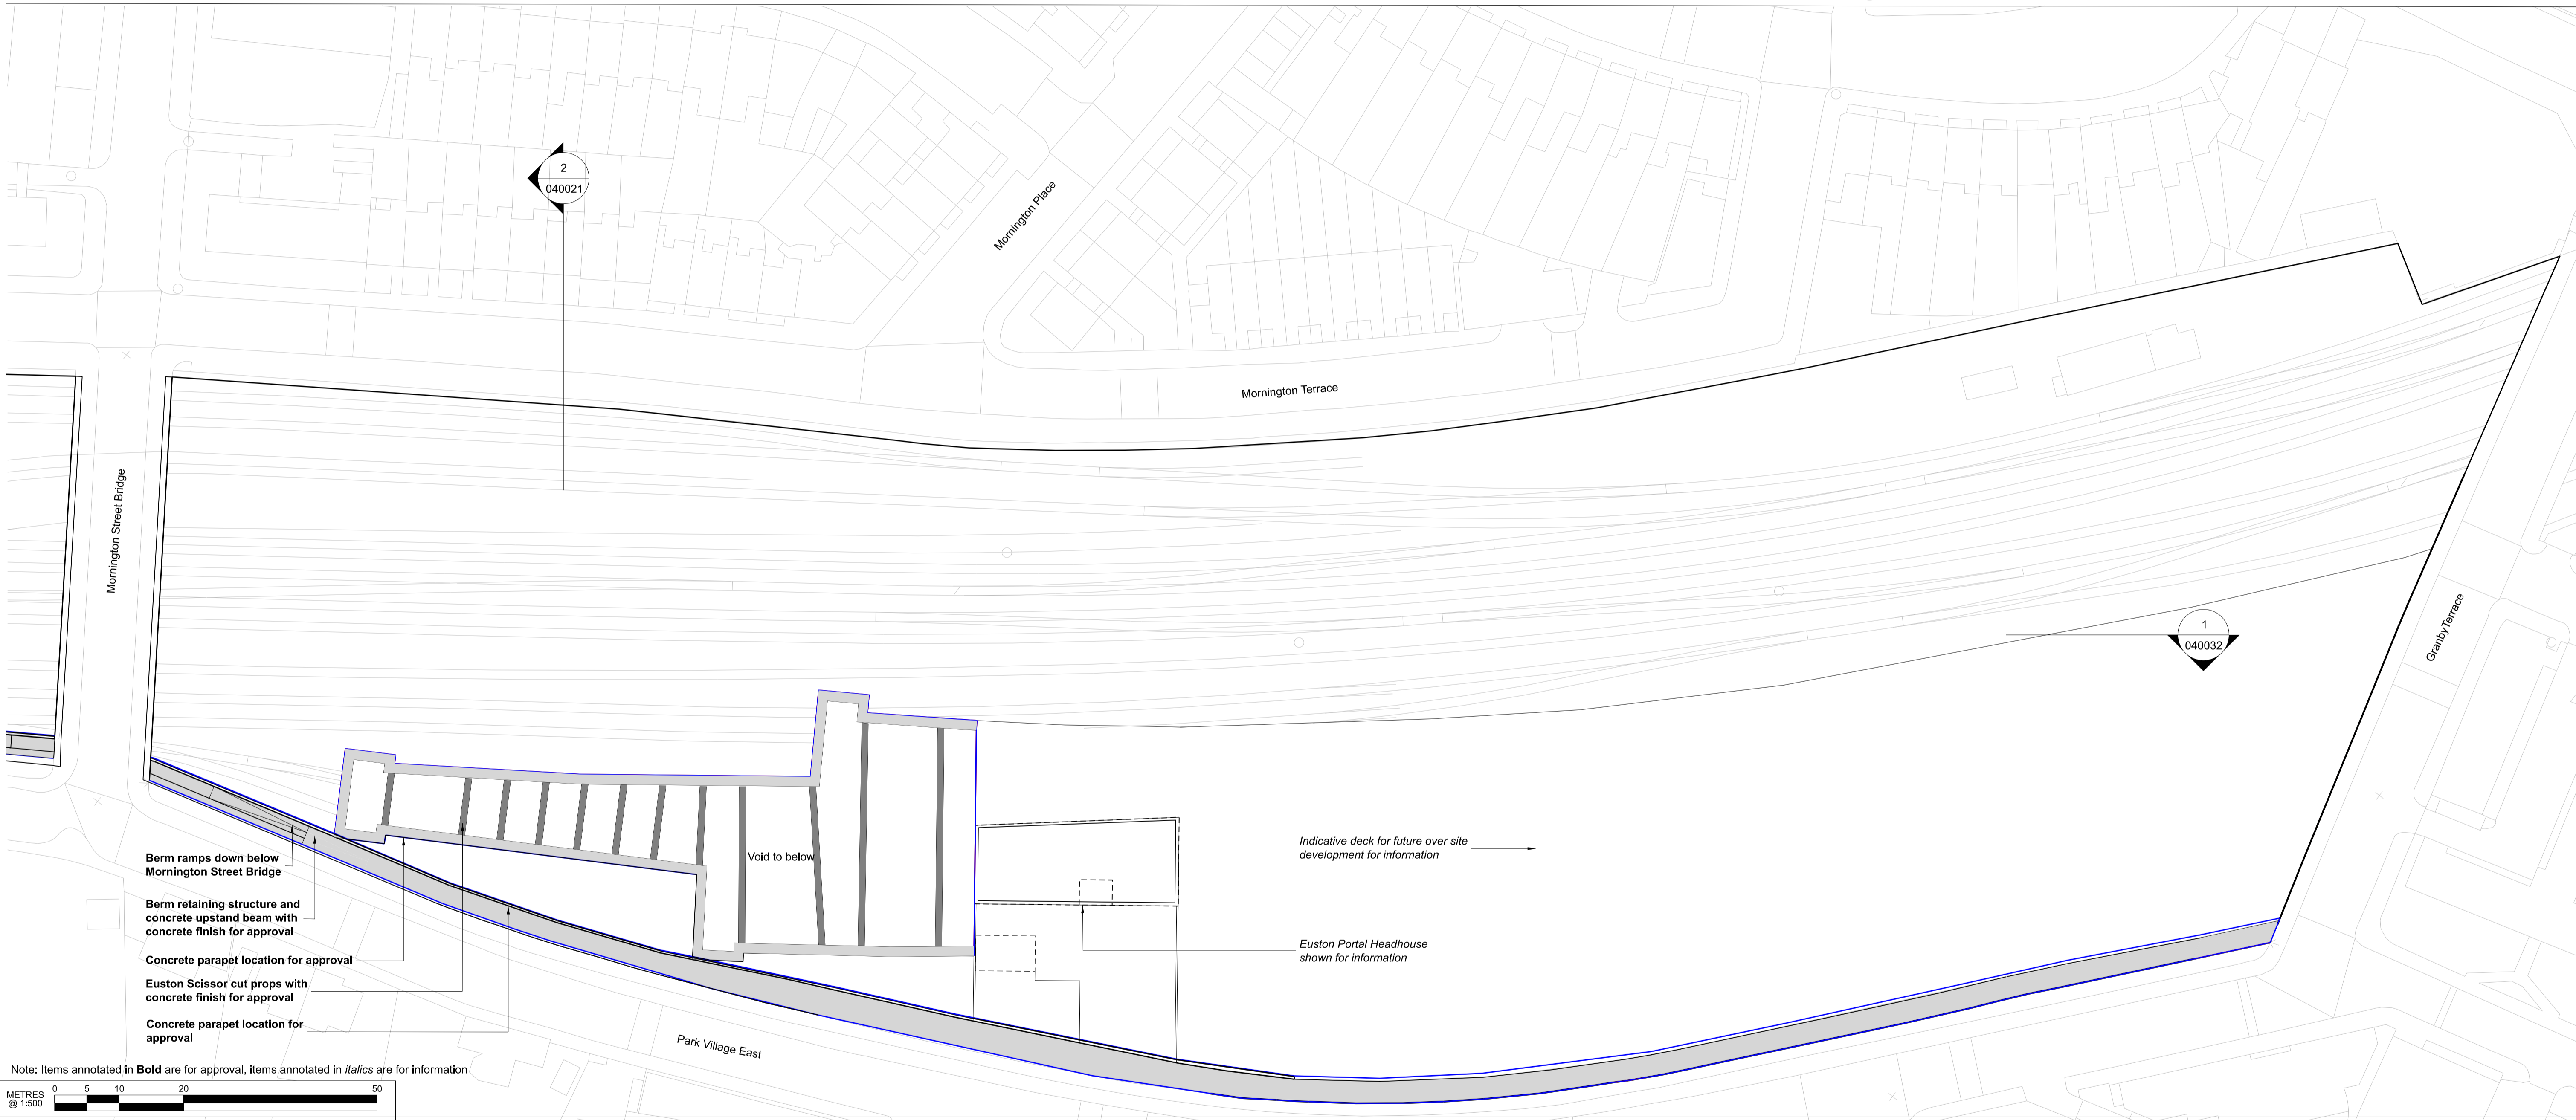 2
040021
Mornington Place
Mornington Terrace
Mornington Street Bridge
1
040032
GranbyTerrace
Void to below
Indicative deck for future over site
development for information
Euston Portal Headhouse
shown for information
Berm ramps down below
Mornington Street Bridge
Berm retaining structure and
concrete upstand beam with
concrete finish for approval
Concrete parapet location for approval
Euston Scissor cut props with
concrete finish for approval
Concrete parapet location for
approval
Park Village East
Note: Items annotated in Bold are for approval, items annotated in italics are for information
METRES
@ 1:500
0 5 10 20 50